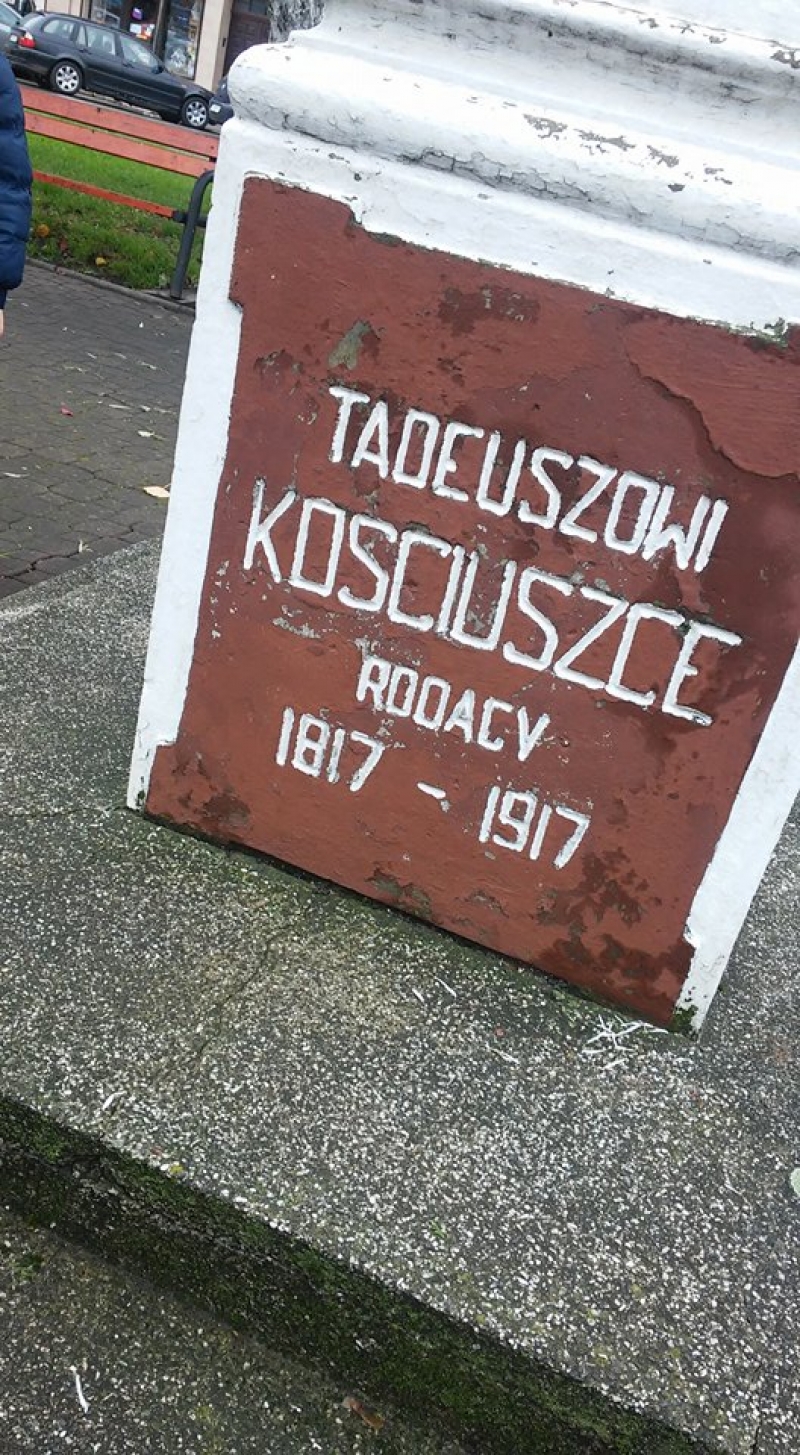 TADEUSZOWI
KOSCIUSZCE
RODACY
1817 - 1917